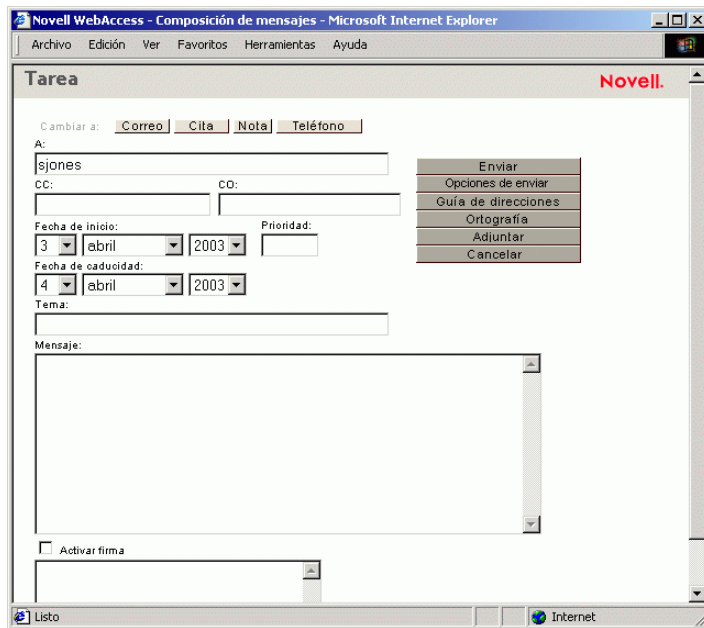 Novell WebAccess - Composición de mensajes - Microsoft Internet Explorer
Archivo Edición Ver Favoritos Herramientas Ayuda
Tarea
Novell.
Cambiar a: Correo Cita Nota Teléfono
A:
sjones
Enviar
CC: CO:
Opciones de enviar
Guía de direcciones
Ortografía
Fecha de inicio: Prioridad:
Adjuntar
3 abril 2003
Cancelar
Fecha de caducidad:
4 abril 2003
Tema:
Mensaje:
Activar firma
Listo
Internet